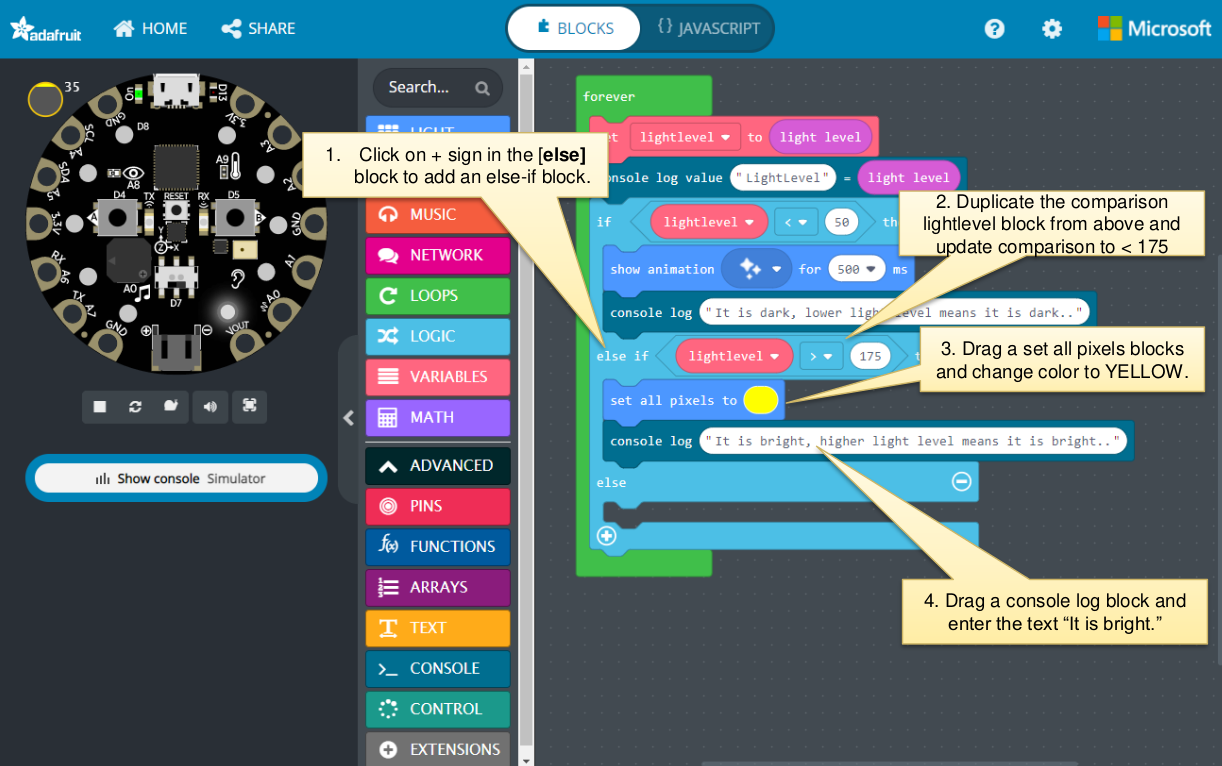 adafruit HOME SHARE BLOCKS {} JAVASCRIPT ? Microsoft
35
D13
GND
3.3V
D8
SCL
A4
A3
SDA
A5
A9
A8
A2
D4 TX RESET RX D5
A B
3.3V
GND
Y
Z X
RX
A6
A1
A0
TX
A7
D7
A0
GND
VOUT
Show console Simulator
Search...
LIGHT
MUSIC
NETWORK
LOOPS
LOGIC
VARIABLES
MATH
ADVANCED
PINS
FUNCTIONS
ARRAYS
TEXT
CONSOLE
CONTROL
EXTENSIONS
forever
lightlevel to light level
console log value "LightLevel" = light level
if lightlevel < 50
show animation for 500 ms
console log "It is dark, lower light level means it is dark.."
else if lightlevel > 175
set all pixels to
console log "It is bright, higher light level means it is bright.."
else
1. Click on + sign in the [else]
block to add an else-if block.
2. Duplicate the comparison
lightlevel block from above and
update comparison to < 175
3. Drag a set all pixels blocks
and change color to YELLOW.
4. Drag a console log block and
enter the text “It is bright.”